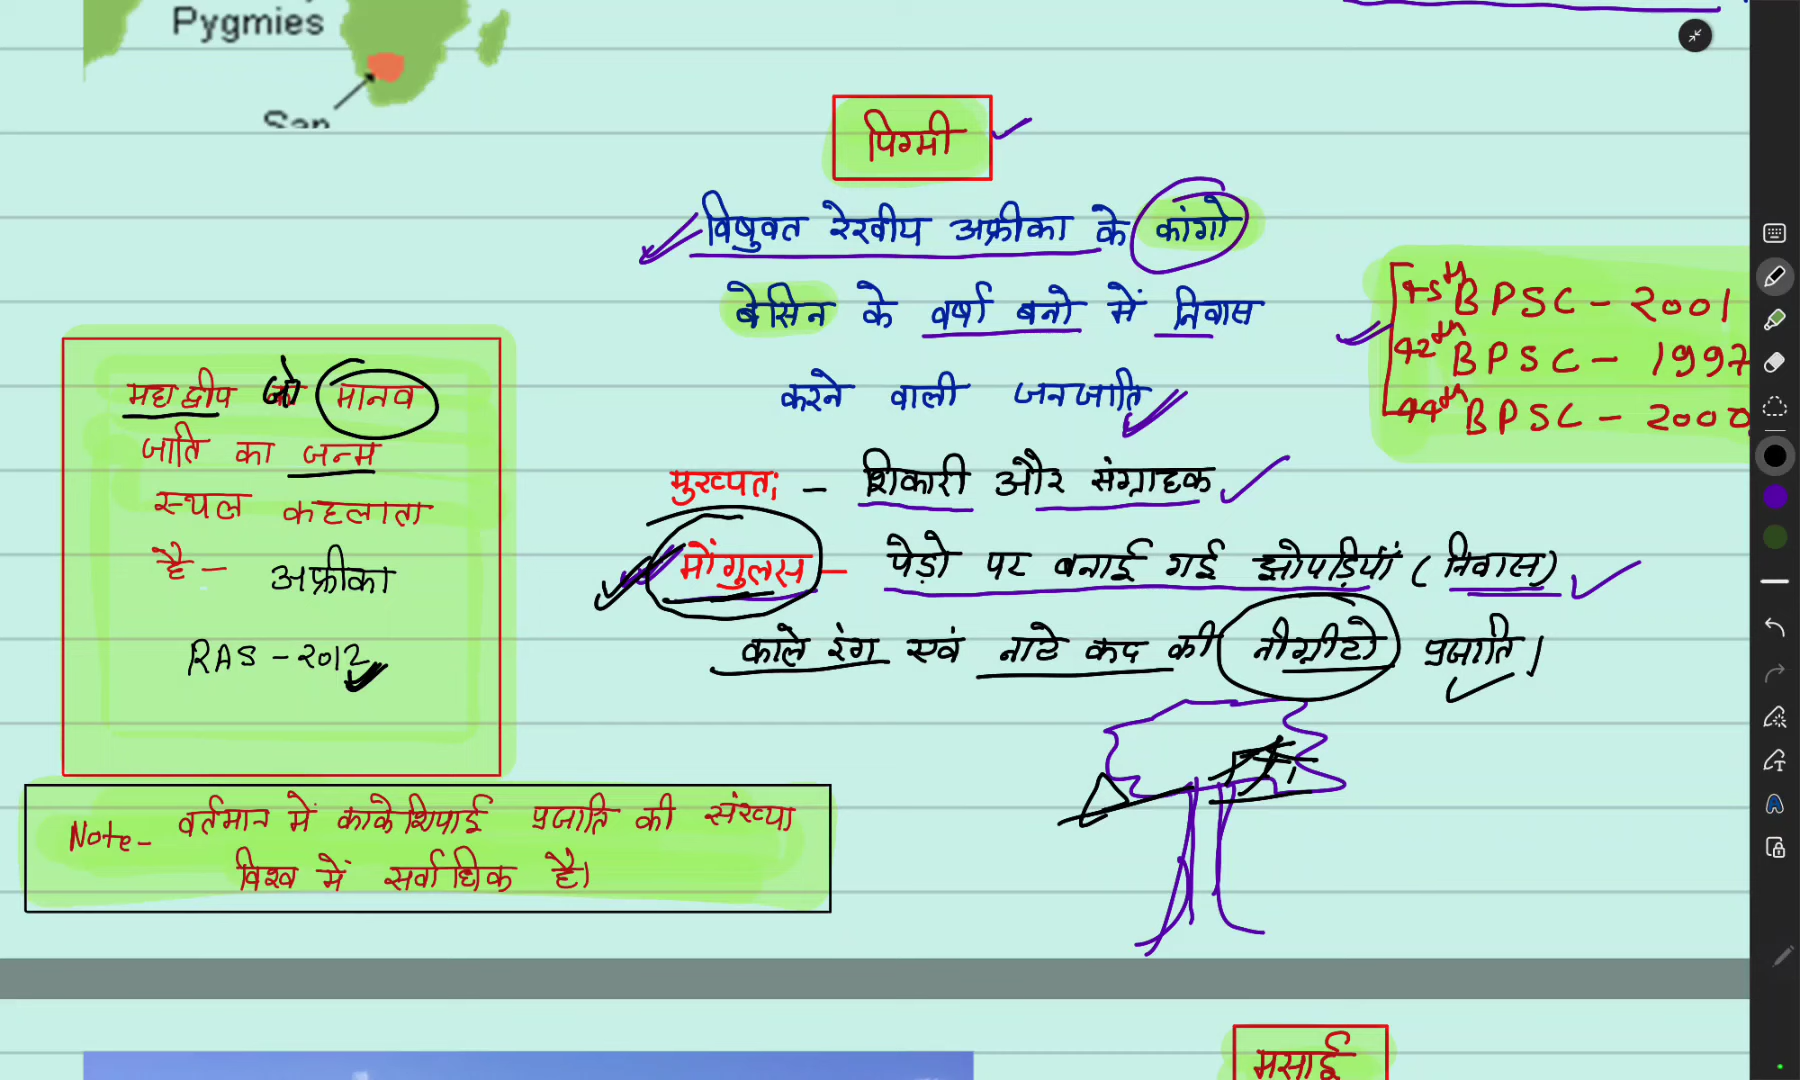 Pygmies
San
पिग्मी
विषुवत रेखीय अफ्रीका के कांगो
बेसिन के वर्षा वनो में निवास
करने वाली जनजाति
45th BPSC - 2001
42th BPSC - 1997
44th BPSC - 2000
मुख्यतः - शिकारी और संग्राहक
मोंगुलस - पेड़ो पर बनाई गई झोपड़ियां (निवास)
काले रंग एवं नाटे कद की नीग्रीटो प्रजाति।
महाद्वीप जो मानव
जाति का जन्म
स्थल कहलाता
है - अफ्रीका
RAS - 2012
Note - वर्तमान में काकेशियाई प्रजाति की संख्या
विश्व में सर्वाधिक है।
मसाई